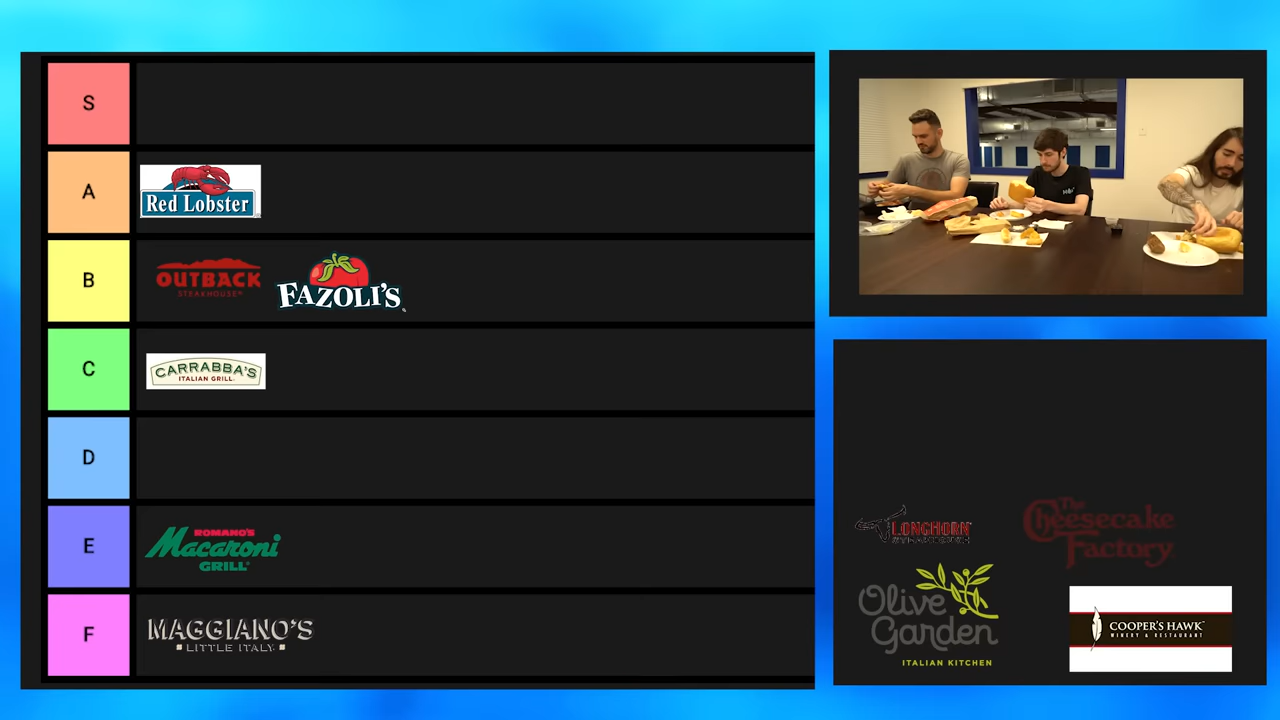 S
A
Red Lobster
B
OUTBACK
STEAKHOUSE
FAZOLI'S
C
CARRABBA'S
ITALIAN GRILL
D
E
ROMANO'S
Macaroni
GRILL
F
MAGGIANO'S
LITTLE ITALY
LONGHORN
The
Cheesecake
Factory
Olive
Garden
ITALIAN KITCHEN
COOPER'S HAWK
WINERY & RESTAURANT